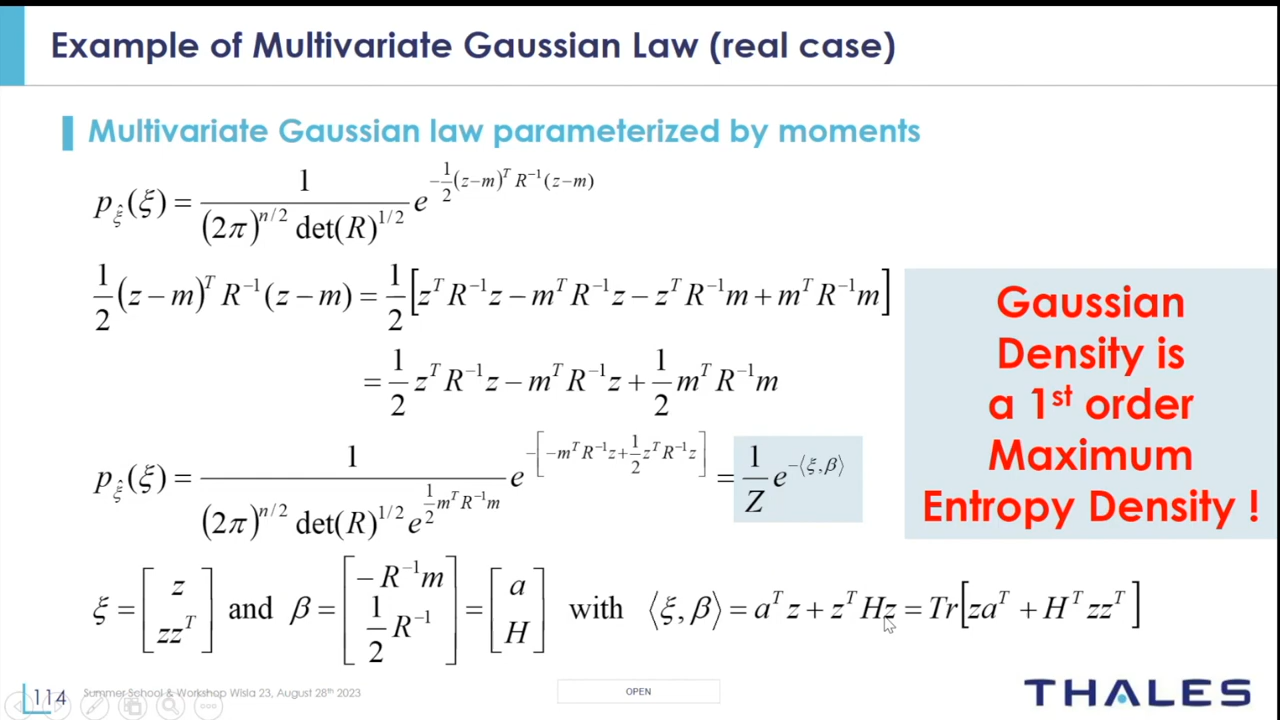 Example of Multivariate Gaussian Law (real case)
Multivariate Gaussian law parameterized by moments
p_ξ̂(ξ) = 1 / ((2π)^{n/2} det(R)^{1/2}) e^{-1/2 (z−m)^T R^{−1} (z−m)}
1/2 (z−m)^T R^{−1} (z−m) = 1/2 [z^T R^{−1} z − m^T R^{−1} z − z^T R^{−1} m + m^T R^{−1} m]
= 1/2 z^T R^{−1} z − m^T R^{−1} z + 1/2 m^T R^{−1} m
p_ξ̂(ξ) = 1 / ((2π)^{n/2} det(R)^{1/2} e^{1/2 m^T R^{−1} m}) e^{−[−m^T R^{−1} z + 1/2 z^T R^{−1} z]} = 1/Z e^{−⟨ξ,β⟩}
ξ = [z; zz^T] and β = [−R^{−1} m; 1/2 R^{−1}] = [a; H] with ⟨ξ,β⟩ = a^T z + z^T Hz = Tr[za^T + H^T zz^T]
Gaussian
Density is
a 1st order
Maximum
Entropy Density !
114
Summer School & Workshop Wisla 23, August 28th 2023
OPEN
THALES